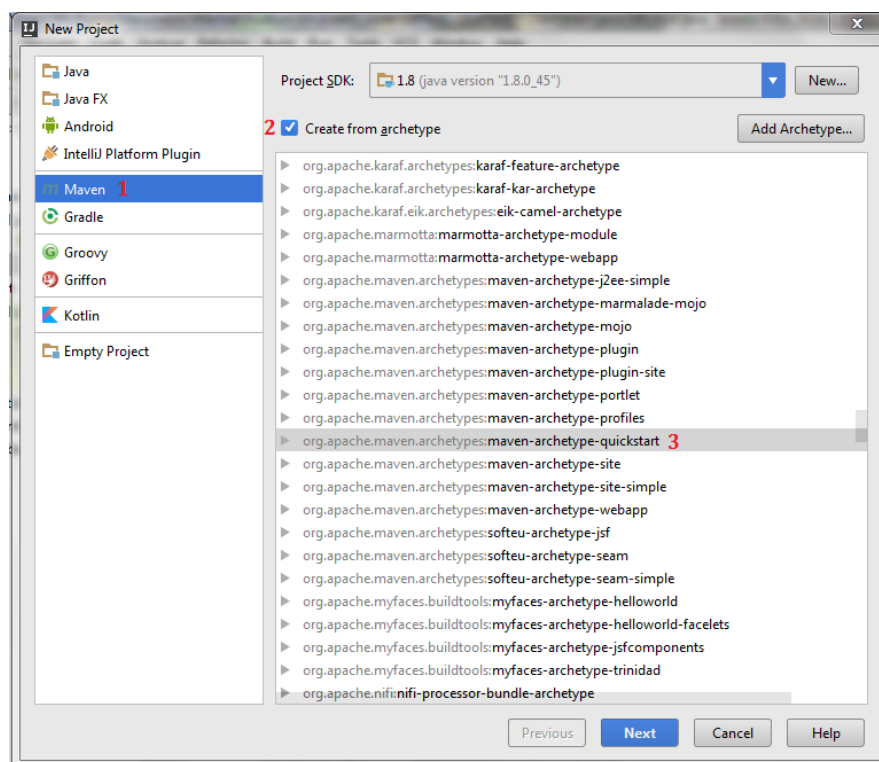 New Project
Java
Java FX
Android
IntelliJ Platform Plugin
Maven 1
Gradle
Groovy
Griffon
Kotlin
Empty Project
Project SDK: 1.8 (java version "1.8.0_45") New...
2 Create from archetype Add Archetype...
org.apache.karaf.archetypes:karaf-feature-archetype
org.apache.karaf.archetypes:karaf-kar-archetype
org.apache.karaf.eik.archetypes:eik-camel-archetype
org.apache.marmotta:marmotta-archetype-module
org.apache.marmotta:marmotta-archetype-webapp
org.apache.maven.archetypes:maven-archetype-j2ee-simple
org.apache.maven.archetypes:maven-archetype-marmalade-mojo
org.apache.maven.archetypes:maven-archetype-mojo
org.apache.maven.archetypes:maven-archetype-plugin
org.apache.maven.archetypes:maven-archetype-plugin-site
org.apache.maven.archetypes:maven-archetype-portlet
org.apache.maven.archetypes:maven-archetype-profiles
org.apache.maven.archetypes:maven-archetype-quickstart 3
org.apache.maven.archetypes:maven-archetype-site
org.apache.maven.archetypes:maven-archetype-site-simple
org.apache.maven.archetypes:maven-archetype-webapp
org.apache.maven.archetypes:softeu-archetype-jsf
org.apache.maven.archetypes:softeu-archetype-seam
org.apache.maven.archetypes:softeu-archetype-seam-simple
org.apache.myfaces.buildtools:myfaces-archetype-helloworld
org.apache.myfaces.buildtools:myfaces-archetype-helloworld-facelets
org.apache.myfaces.buildtools:myfaces-archetype-jsfcomponents
org.apache.myfaces.buildtools:myfaces-archetype-trinidad
org.apache.nifi:nifi-processor-bundle-archetype
Previous Next Cancel Help